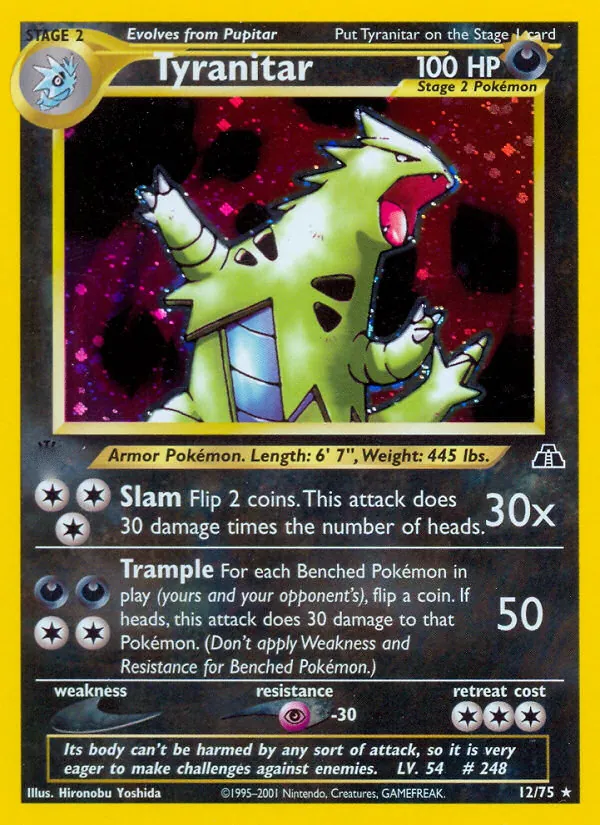 STAGE 2 Evolves from Pupitar Put Tyranitar on the Stage 1 card
Tyranitar 100 HP
Stage 2 Pokémon
Armor Pokémon. Length: 6' 7", Weight: 445 lbs.
Slam Flip 2 coins. This attack does
30 damage times the number of heads. 30x
Trample For each Benched Pokémon in
play (yours and your opponent's), flip a coin. If
heads, this attack does 30 damage to that
Pokémon. (Don't apply Weakness and
Resistance for Benched Pokémon.)
50
weakness resistance retreat cost
-30
Its body can't be harmed by any sort of attack, so it is very
eager to make challenges against enemies. LV. 54 # 248
Illus. Hironobu Yoshida ©1995–2001 Nintendo, Creatures, GAMEFREAK. 12/75 ★